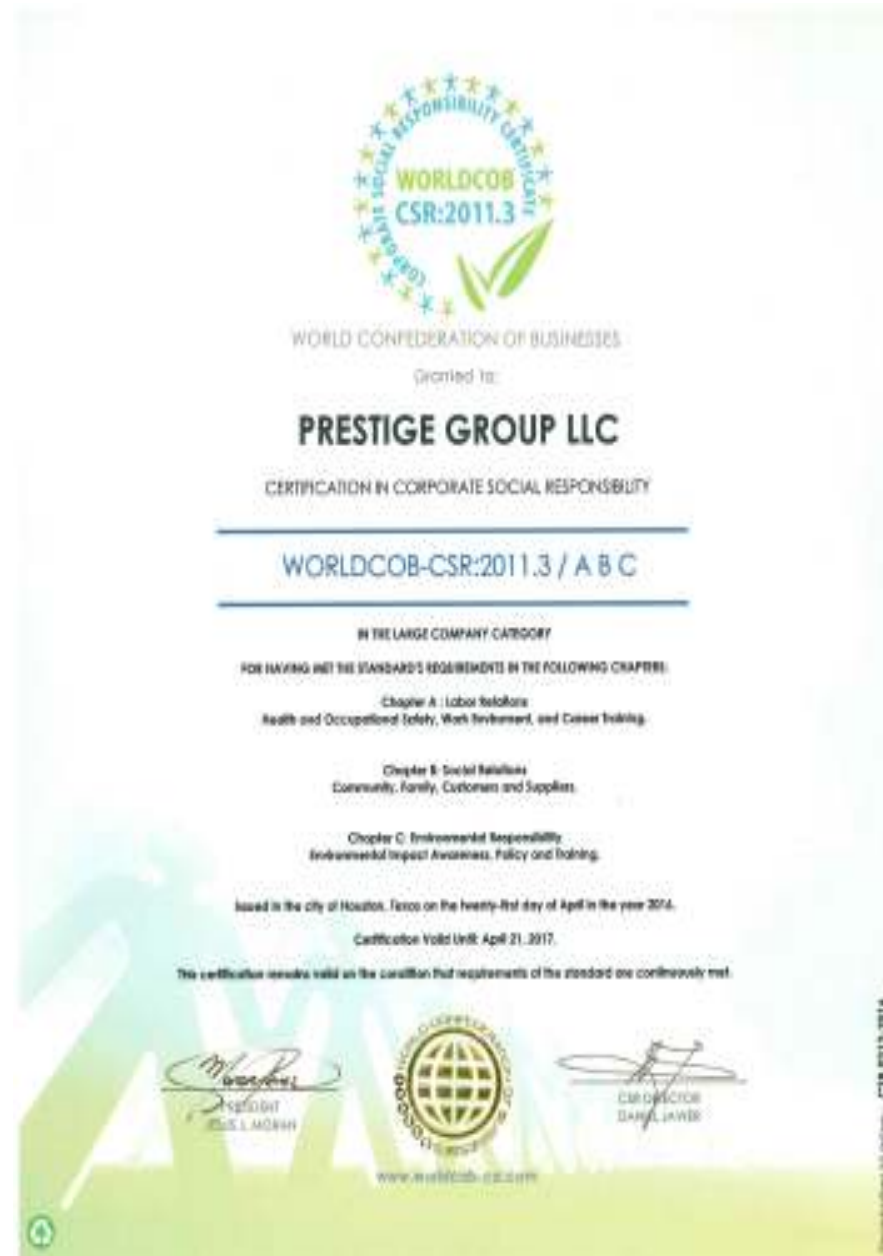 CORPORATE SOCIAL RESPONSIBILITY CERTIFICATE
WORLDCOB
CSR:2011.3
WORLD CONFEDERATION OF BUSINESSES
Granted to:
PRESTIGE GROUP LLC
CERTIFICATION IN CORPORATE SOCIAL RESPONSIBILITY
WORLDCOB-CSR:2011.3 / A B C
IN THE LARGE COMPANY CATEGORY
FOR HAVING MET THE STANDARD'S REQUIREMENTS IN THE FOLLOWING CHAPTERS:
Chapter A : Labor Relations
Health and Occupational Safety, Work Enviroment, and Career Training.
Chapter B: Social Relations
Community, Family, Customers and Suppliers.
Chapter C: Environmental Responsibility
Environmental Impact Awareness, Policy and Training.
Issued in the city of Houston, Texas on the twenty-first day of April in the year 2016.
Certification Valid Until: April 21, 2017.
This certification remains valid on the condition that requirements of the standard are continuously met.
PRESIDENT
MORAN
CSR DIRECTOR
DANIEL